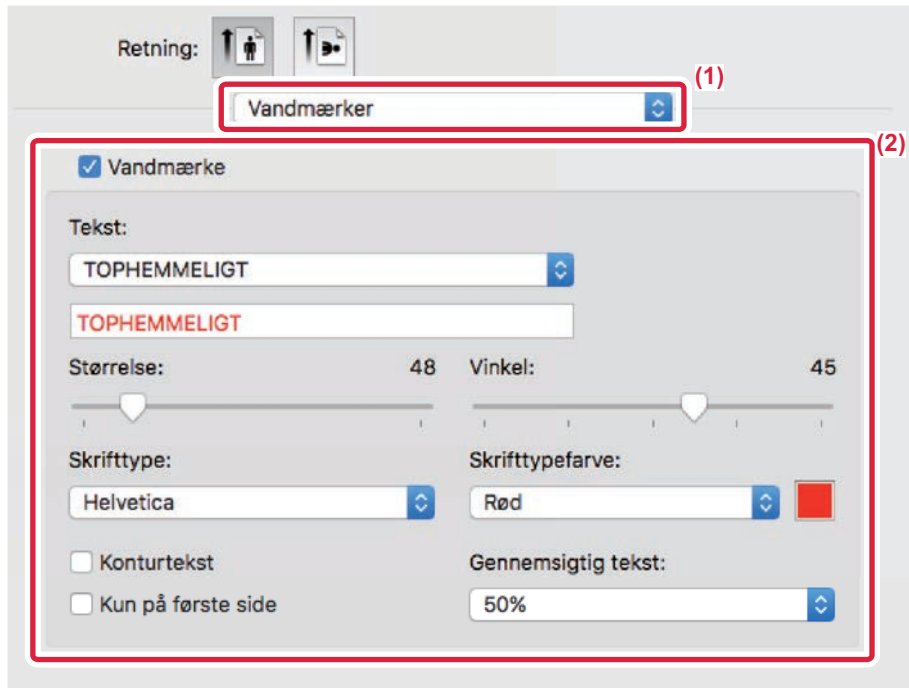 Retning:
(1)
Vandmærker
(2)
Vandmærke
Tekst:
TOPHEMMELIGT
TOPHEMMELIGT
Størrelse: 48 Vinkel: 45
Skrifttype: Skrifttypefarve:
Helvetica Rød
Konturtekst Gennemsigtig tekst:
Kun på første side 50%